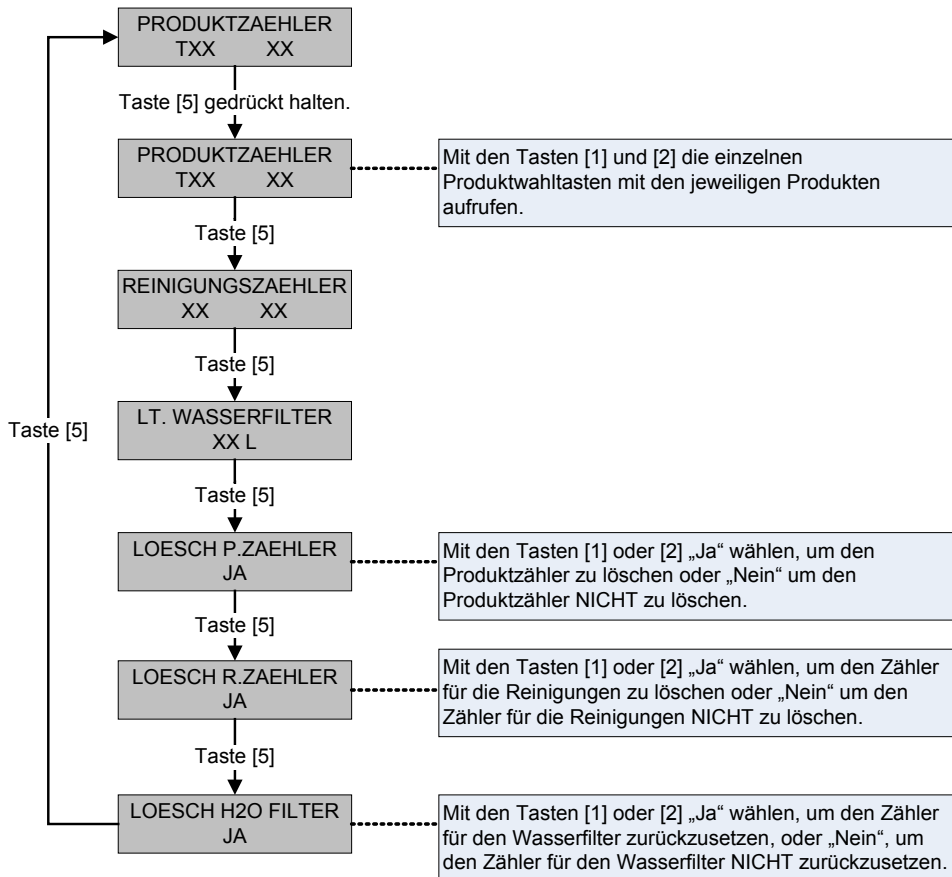 PRODUKTZAEHLER
TXX XX
Taste [5] gedrückt halten.
PRODUKTZAEHLER
TXX XX
Mit den Tasten [1] und [2] die einzelnen
Produktwahltasten mit den jeweiligen Produkten
aufrufen.
Taste [5]
REINIGUNGSZAEHLER
XX XX
Taste [5]
LT. WASSERFILTER
XX L
Taste [5]
Taste [5]
LOESCH P.ZAEHLER
JA
Mit den Tasten [1] oder [2] „Ja“ wählen, um den
Produktzähler zu löschen oder „Nein“ um den
Produktzähler NICHT zu löschen.
Taste [5]
LOESCH R.ZAEHLER
JA
Mit den Tasten [1] oder [2] „Ja“ wählen, um den Zähler
für die Reinigungen zu löschen oder „Nein“ um den
Zähler für die Reinigungen NICHT zu löschen.
Taste [5]
LOESCH H2O FILTER
JA
Mit den Tasten [1] oder [2] „Ja“ wählen, um den Zähler
für den Wasserfilter zurückzusetzen, oder „Nein“, um
den Zähler für den Wasserfilter NICHT zurückzusetzen.